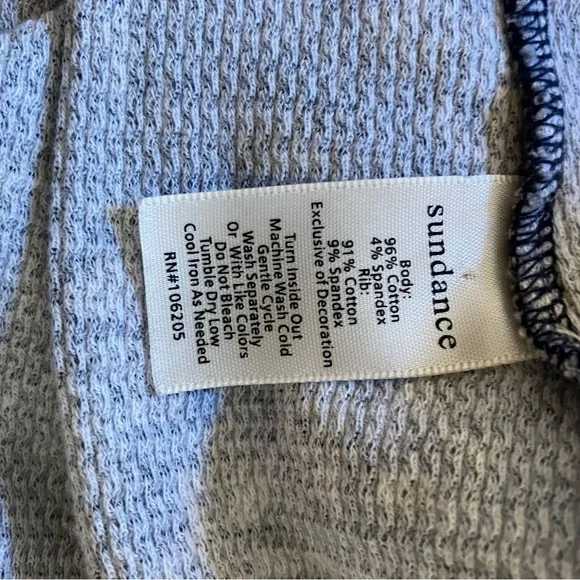 sundance
Body:
96% Cotton
4% Spandex
Rib:
91% Cotton
9% Spandex
Exclusive of Decoration
Turn Inside Out
Machine Wash Cold
Gentle Cycle
Wash Separately
Or With Like Colors
Do Not Bleach
Tumble Dry Low
Cool Iron As Needed
RN#106205